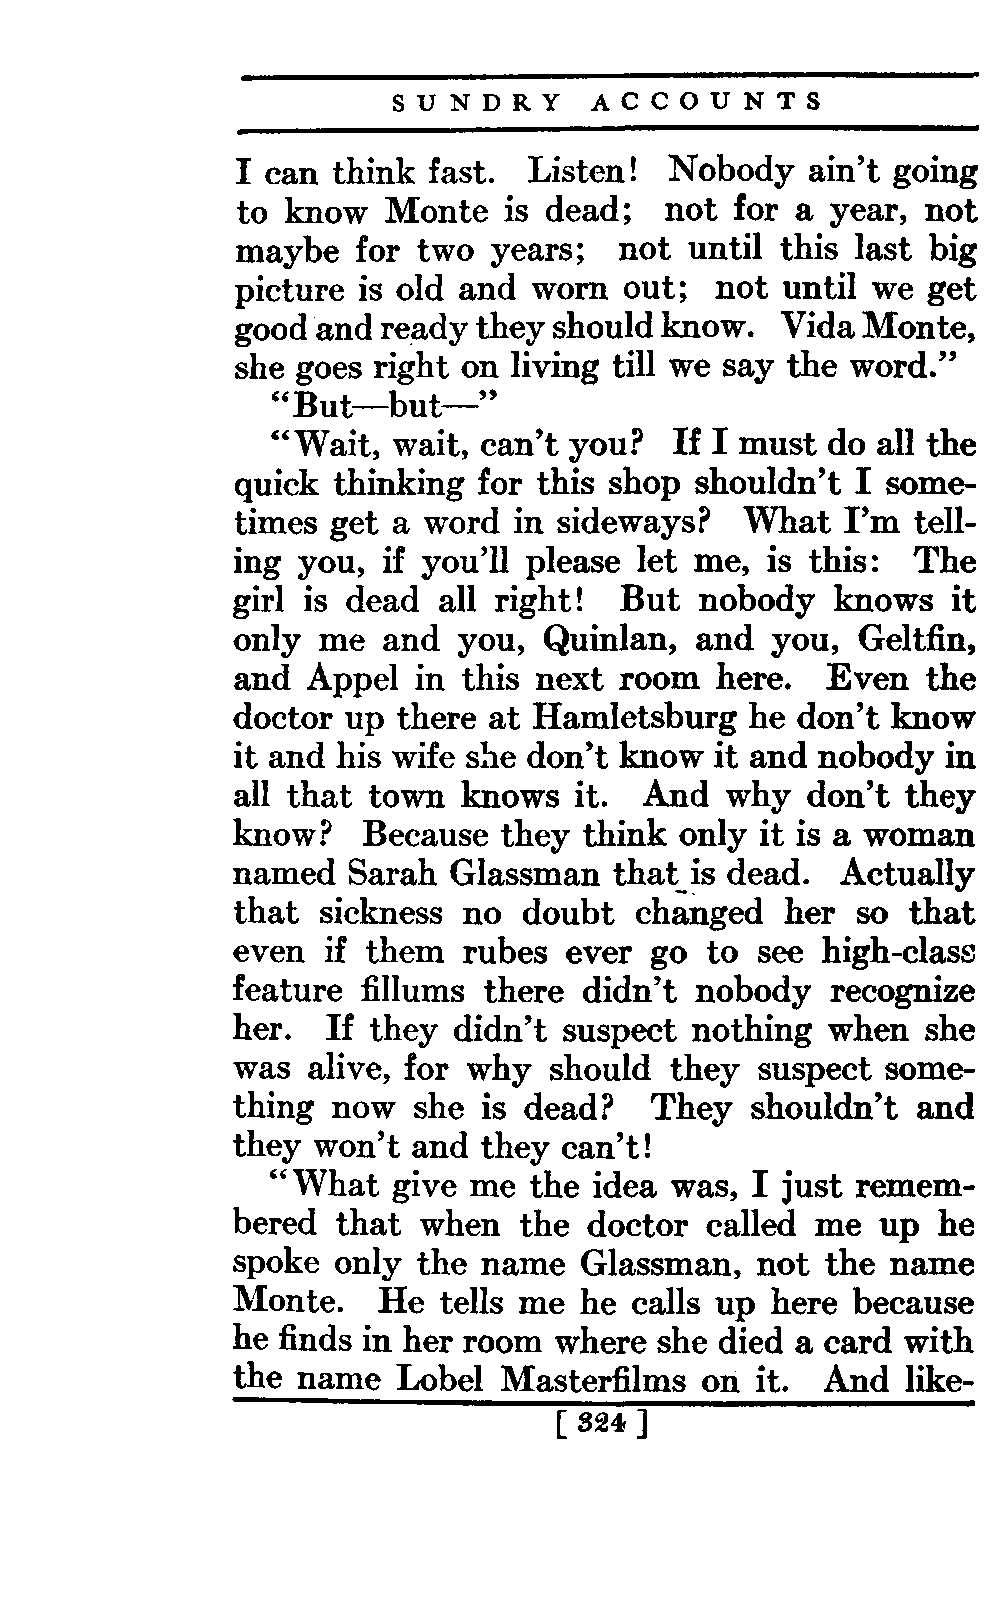 SUNDRY ACCOUNTS
I can think fast. Listen! Nobody ain't going
to know Monte is dead; not for a year, not
maybe for two years; not until this last big
picture is old and worn out; not until we get
good and ready they should know. Vida Monte,
she goes right on living till we say the word."
"But—but—"
"Wait, wait, can't you? If I must do all the
quick thinking for this shop shouldn't I some-
times get a word in sideways? What I'm tell-
ing you, if you'll please let me, is this: The
girl is dead all right! But nobody knows it
only me and you, Quinlan, and you, Geltfin,
and Appel in this next room here. Even the
doctor up there at Hamletsburg he don't know
it and his wife she don't know it and nobody in
all that town knows it. And why don't they
know? Because they think only it is a woman
named Sarah Glassman that is dead. Actually
that sickness no doubt changed her so that
even if them rubes ever go to see high-class
feature fillums there didn't nobody recognize
her. If they didn't suspect nothing when she
was alive, for why should they suspect some-
thing now she is dead? They shouldn't and
they won't and they can't!
"What give me the idea was, I just remem-
bered that when the doctor called me up he
spoke only the name Glassman, not the name
Monte. He tells me he calls up here because
he finds in her room where she died a card with
the name Lobel Masterfilms on it. And like-
[ 324 ]